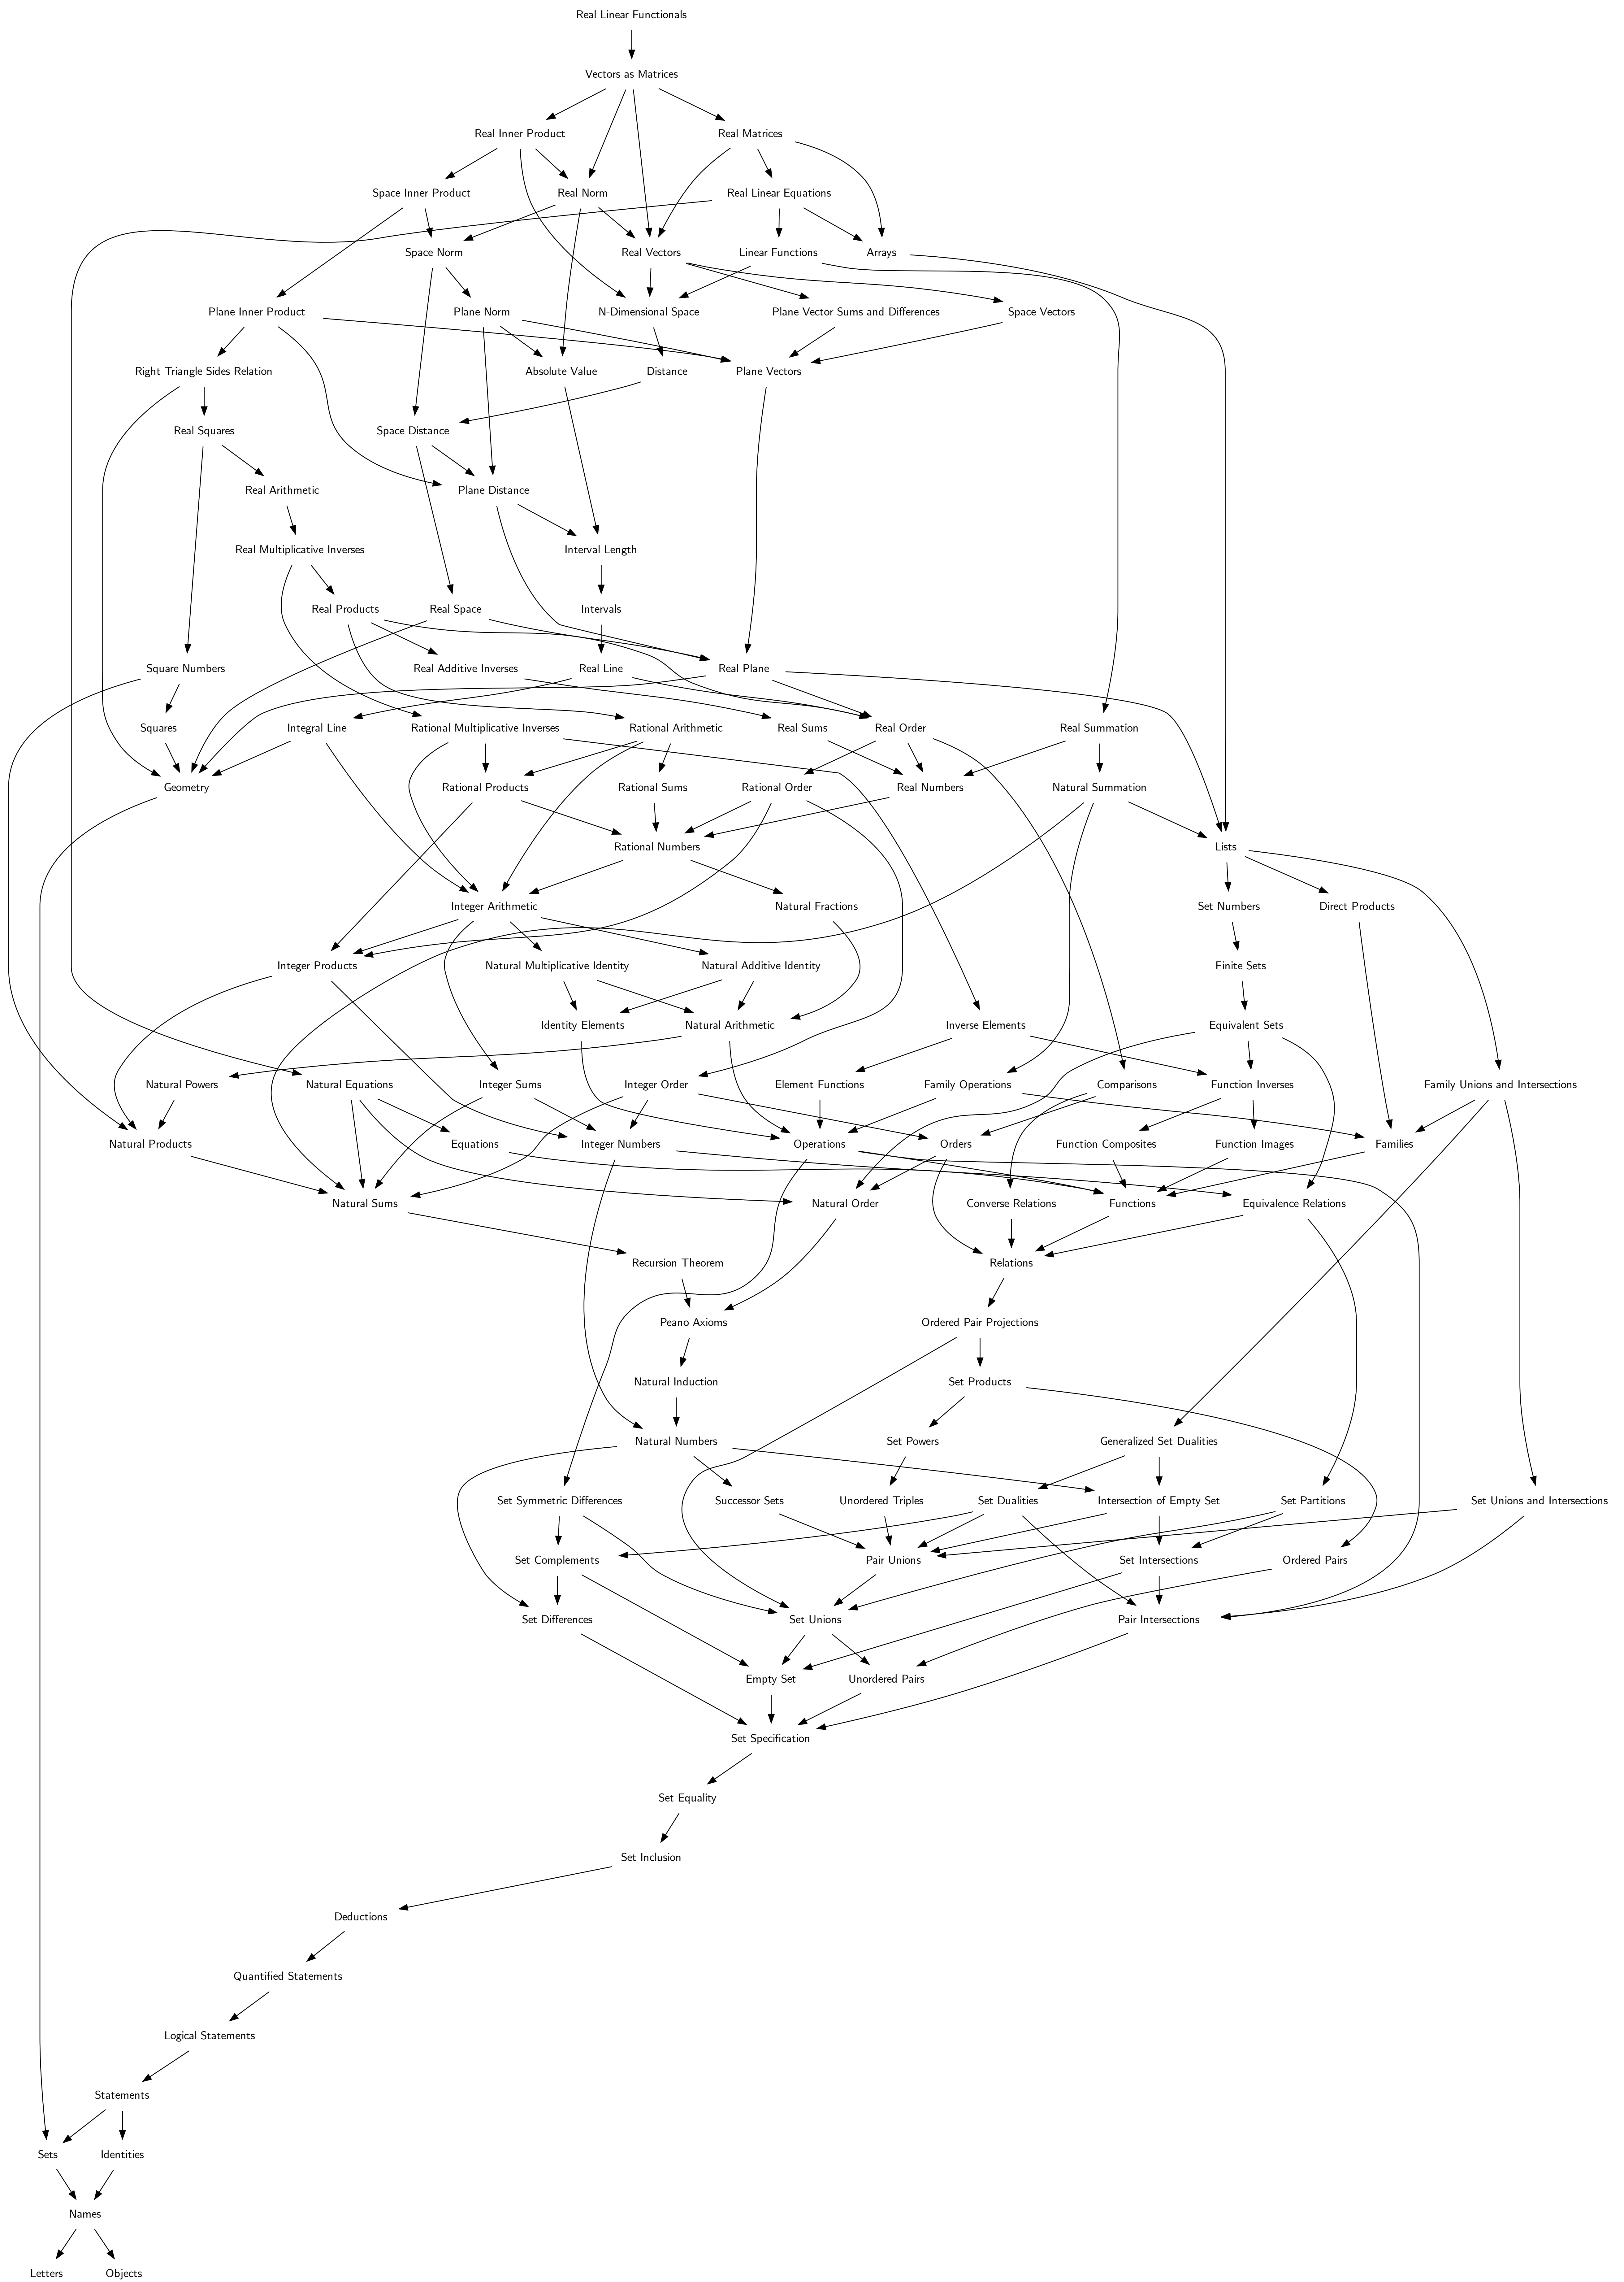 Real Linear Functionals
Vectors as Matrices
Real Inner Product
Real Matrices
Space Inner Product
Real Norm
Real Linear Equations
Space Norm
Real Vectors
Linear Functions
Arrays
Plane Inner Product
Plane Norm
N-Dimensional Space
Plane Vector Sums and Differences
Space Vectors
Right Triangle Sides Relation
Absolute Value
Distance
Plane Vectors
Real Squares
Space Distance
Real Arithmetic
Plane Distance
Real Multiplicative Inverses
Interval Length
Real Products
Real Space
Intervals
Square Numbers
Real Additive Inverses
Real Line
Real Plane
Squares
Integral Line
Rational Multiplicative Inverses
Rational Arithmetic
Real Sums
Real Order
Real Summation
Geometry
Rational Products
Rational Sums
Rational Order
Real Numbers
Natural Summation
Rational Numbers
Lists
Integer Arithmetic
Natural Fractions
Set Numbers
Direct Products
Integer Products
Natural Multiplicative Identity
Natural Additive Identity
Finite Sets
Identity Elements
Natural Arithmetic
Inverse Elements
Equivalent Sets
Natural Powers
Natural Equations
Integer Sums
Integer Order
Element Functions
Family Operations
Comparisons
Function Inverses
Family Unions and Intersections
Natural Products
Equations
Integer Numbers
Operations
Orders
Function Composites
Function Images
Families
Natural Sums
Natural Order
Converse Relations
Functions
Equivalence Relations
Recursion Theorem
Relations
Peano Axioms
Ordered Pair Projections
Natural Induction
Set Products
Natural Numbers
Set Powers
Generalized Set Dualities
Set Symmetric Differences
Successor Sets
Unordered Triples
Set Dualities
Intersection of Empty Set
Set Partitions
Set Unions and Intersections
Set Complements
Pair Unions
Set Intersections
Ordered Pairs
Set Differences
Set Unions
Pair Intersections
Empty Set
Unordered Pairs
Set Specification
Set Equality
Set Inclusion
Deductions
Quantified Statements
Logical Statements
Statements
Sets
Identities
Names
Letters
Objects